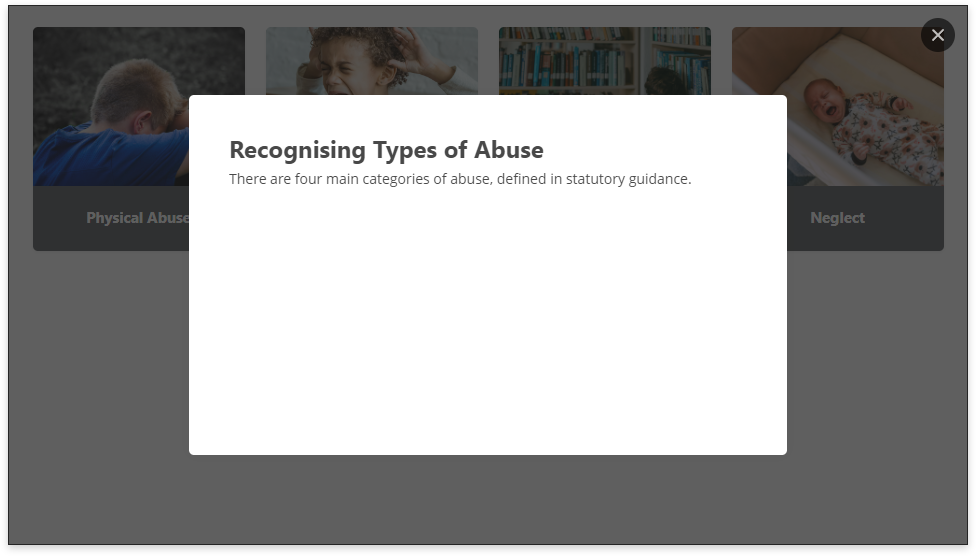 Recognising Types of Abuse
There are four main categories of abuse, defined in statutory guidance.
Physical Abuse
Neglect